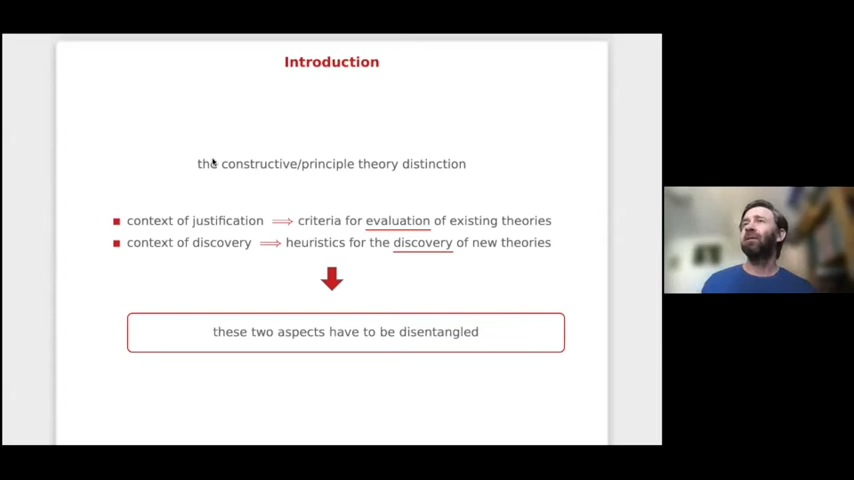 Introduction
the constructive/principle theory distinction
context of justification ⟹ criteria for evaluation of existing theories
context of discovery ⟹ heuristics for the discovery of new theories
these two aspects have to be disentangled